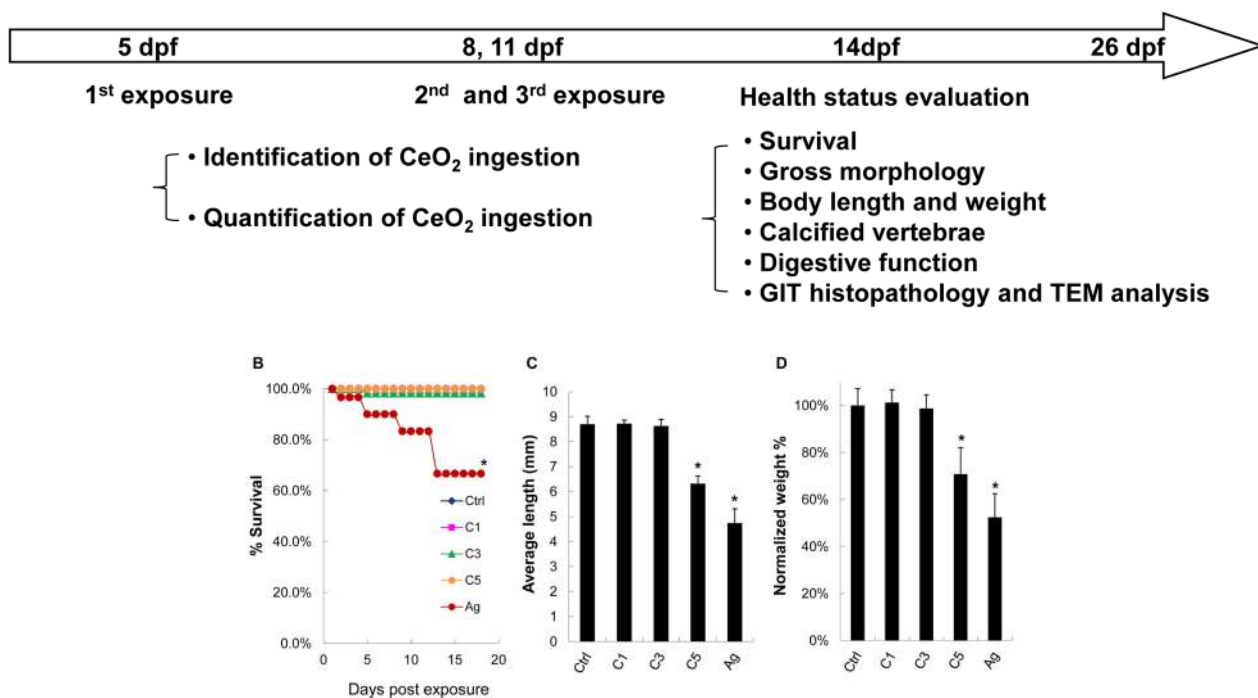 5 dpf 8, 11 dpf 14dpf 26 dpf
1st exposure 2nd and 3rd exposure Health status evaluation
• Identification of CeO2 ingestion
• Quantification of CeO2 ingestion
• Survival
• Gross morphology
• Body length and weight
• Calcified vertebrae
• Digestive function
• GIT histopathology and TEM analysis
B
% Survival
100.0%
80.0%
60.0%
40.0%
20.0%
0.0%
*
Ctrl
C1
C3
C5
Ag
0 5 10 15 20
Days post exposure
C
Average length (mm)
10
9
8
7
6
5
4
3
2
1
0
* *
Ctrl C1 C3 C5 Ag
D
Normalized weight %
100%
80%
60%
40%
20%
0%
* *
Ctrl C1 C3 C5 Ag